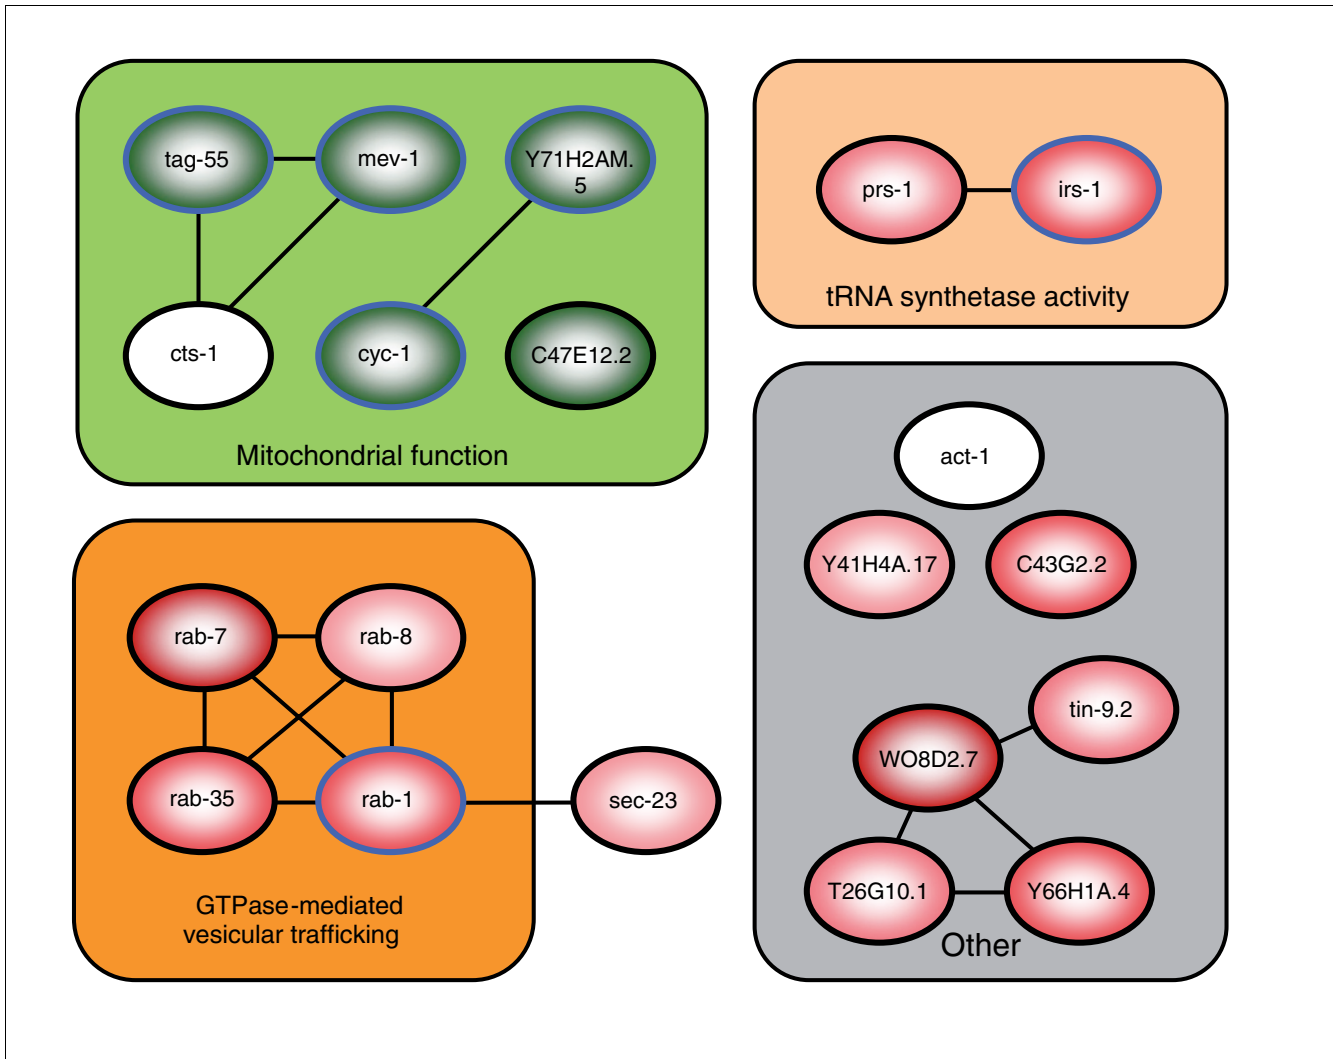 tag-55
mev-1
Y71H2AM.
5
cts-1
cyc-1
C47E12.2
Mitochondrial function
prs-1
irs-1
tRNA synthetase activity
act-1
Y41H4A.17
C43G2.2
tin-9.2
WO8D2.7
T26G10.1
Y66H1A.4
Other
rab-7
rab-8
rab-35
rab-1
sec-23
GTPase-mediated
vesicular trafficking